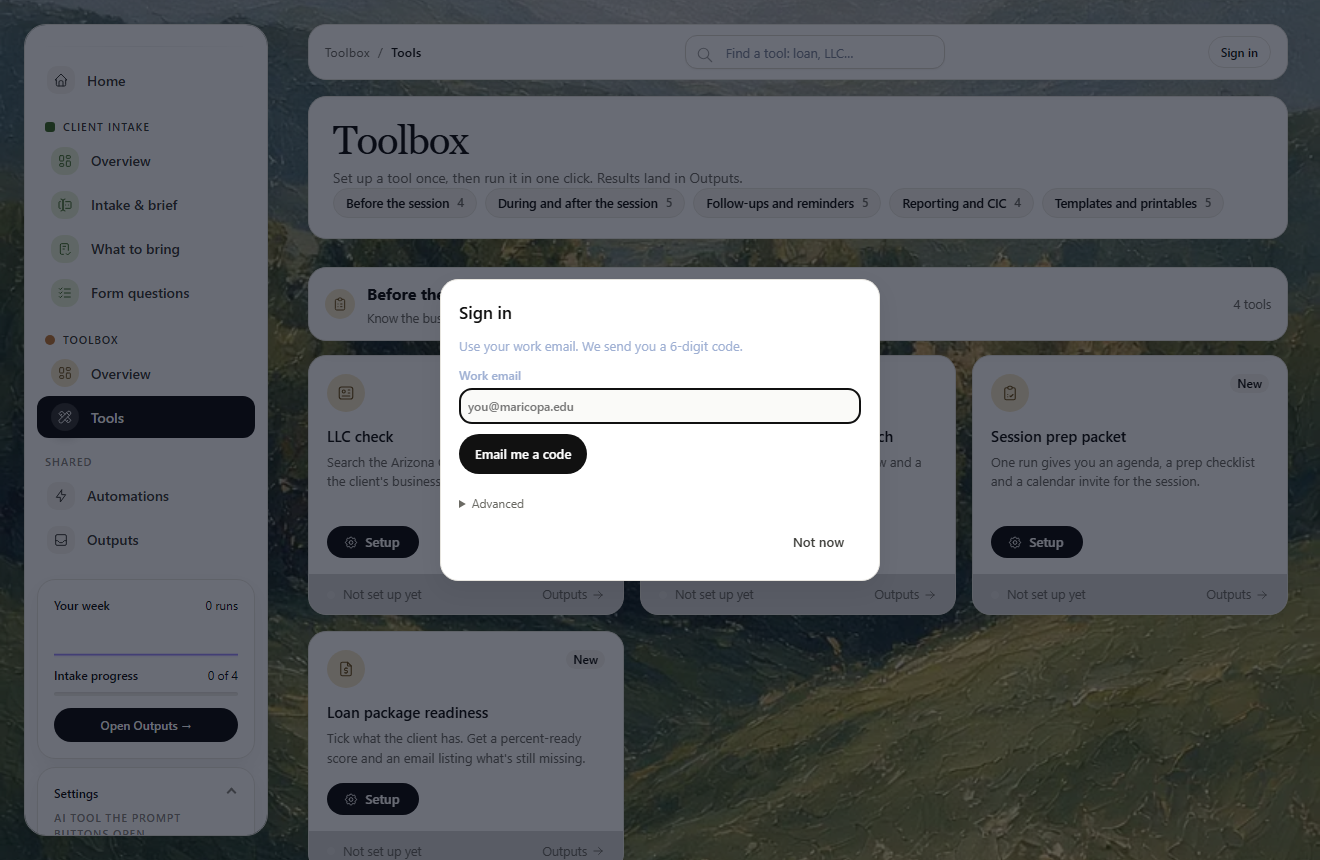 Home
CLIENT INTAKE
Overview
Intake & brief
What to bring
Form questions
TOOLBOX
Overview
Tools
SHARED
Automations
Outputs
Your week 0 runs
Intake progress 0 of 4
Open Outputs →
Settings
AI TOOL THE PROMPT
BUTTONS OPEN
Toolbox / Tools
Find a tool: loan, LLC...
Sign in
Toolbox
Set up a tool once, then run it in one click. Results land in Outputs.
Before the session 4
During and after the session 5
Follow-ups and reminders 5
Reporting and CIC 4
Templates and printables 5
Before the
Know the bus
4 tools
LLC check
Search the Arizona
the client's business
Setup
Not set up yet Outputs →
Not set up yet Outputs →
New
Session prep packet
One run gives you an agenda, a prep checklist
and a calendar invite for the session.
Setup
Not set up yet Outputs →
New
Loan package readiness
Tick what the client has. Get a percent-ready
score and an email listing what's still missing.
Setup
Not set up yet Outputs →
Sign in
Use your work email. We send you a 6-digit code.
Work email
you@maricopa.edu
Email me a code
Advanced
Not now